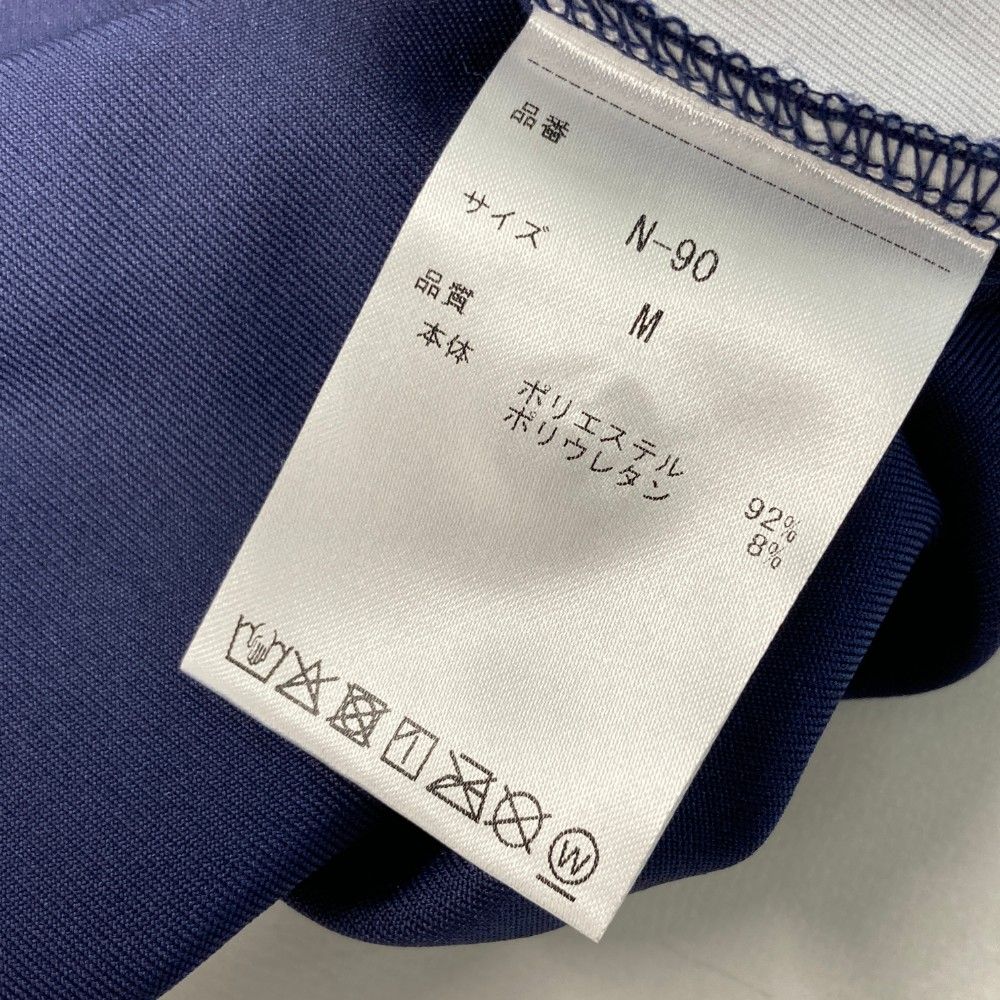 品番 N-90
サイズ M
品質
本体 ポリエステル 92%
ポリウレタン 8%
W